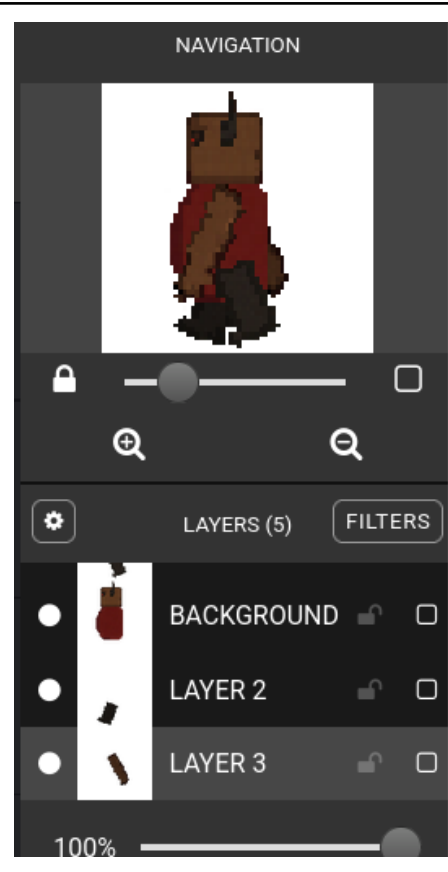 NAVIGATION
LAYERS (5)
FILTERS
BACKGROUND
LAYER 2
LAYER 3
100%